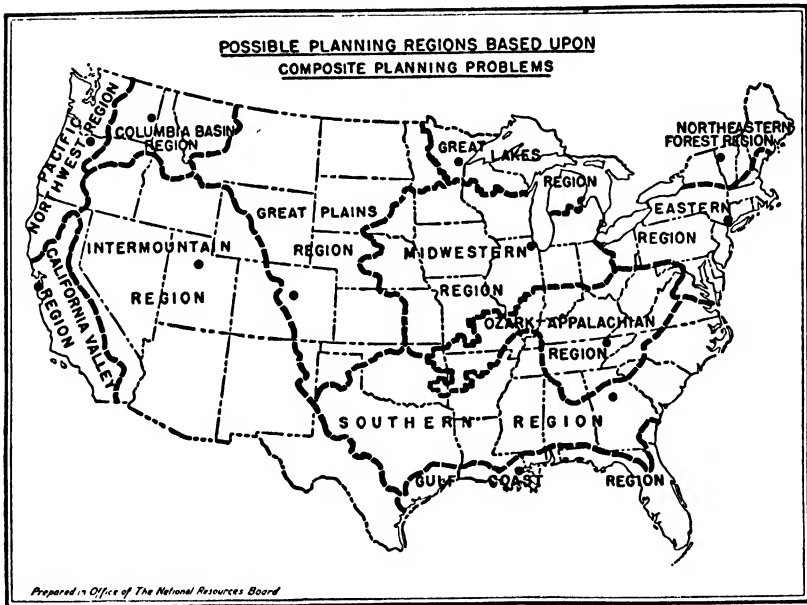 POSSIBLE PLANNING REGIONS BASED UPON
COMPOSITE PLANNING PROBLEMS
PACIFIC
NORTHWEST REGION
COLUMBIA BASIN
REGION
GREAT
LAKES
REGION
NORTHEASTERN
FOREST REGION
EASTERN
REGION
GREAT PLAINS
REGION
MIDWESTERN
REGION
INTERMOUNTAIN
REGION
CALIFORNIA VALLEY
REGION
OZARK-APPALACHIAN
REGION
SOUTHERN REGION
GULF COAST REGION
Prepared in Office of The National Resources Board